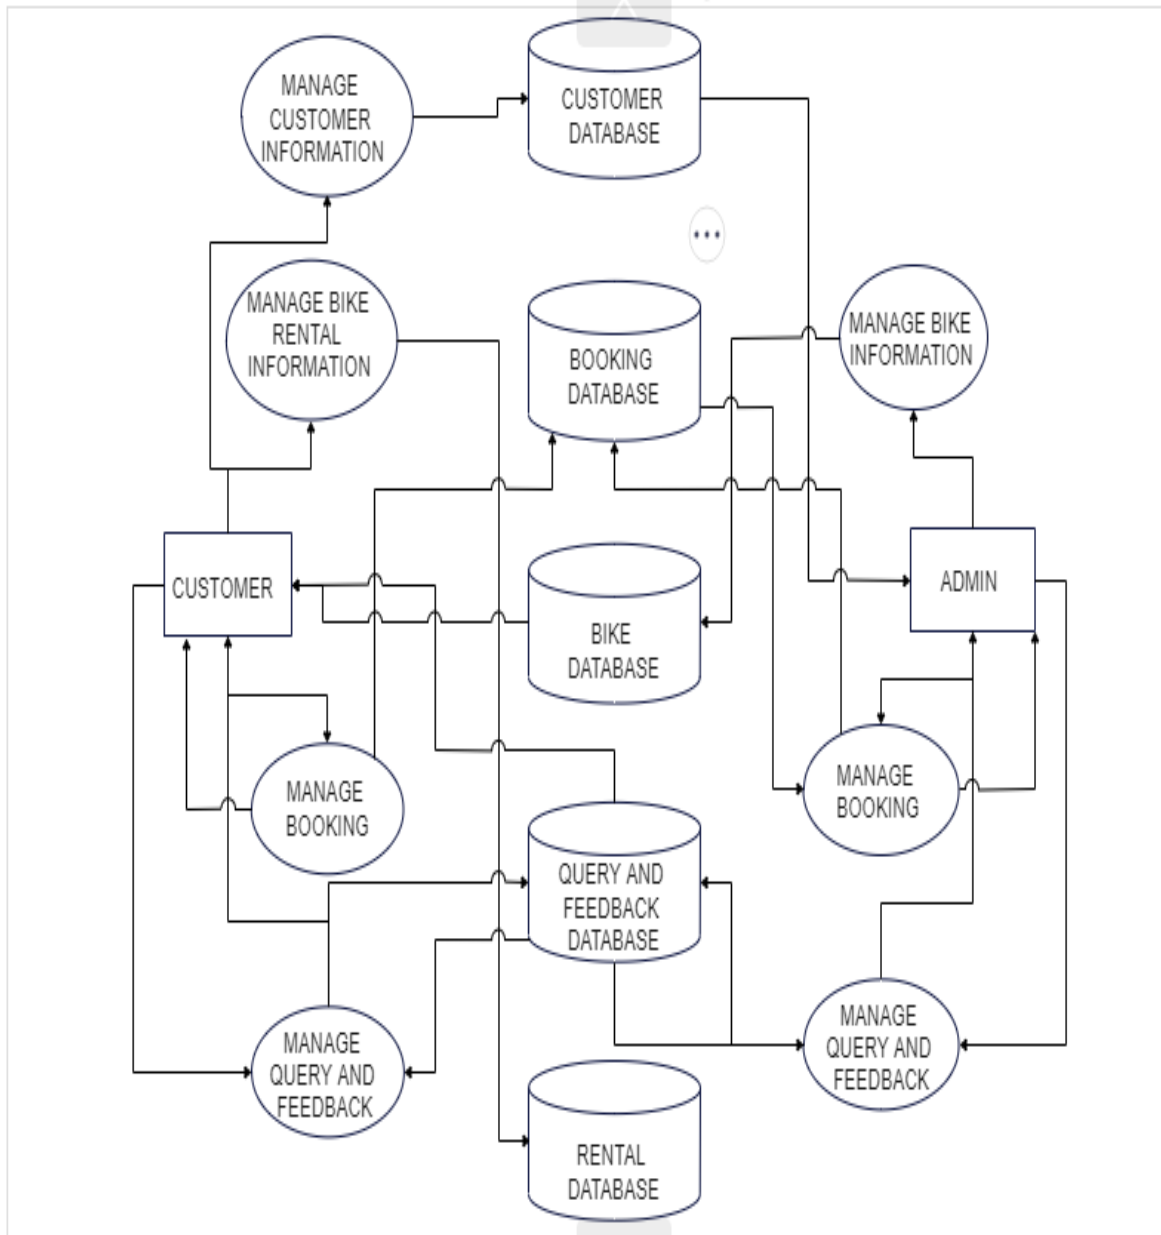 MANAGE
CUSTOMER
INFORMATION
CUSTOMER
DATABASE
MANAGE BIKE
RENTAL
INFORMATION
BOOKING
DATABASE
MANAGE BIKE
INFORMATION
CUSTOMER
BIKE
DATABASE
ADMIN
MANAGE
BOOKING
MANAGE
BOOKING
QUERY AND
FEEDBACK
DATABASE
MANAGE
QUERY AND
FEEDBACK
MANAGE
QUERY AND
FEEDBACK
RENTAL
DATABASE